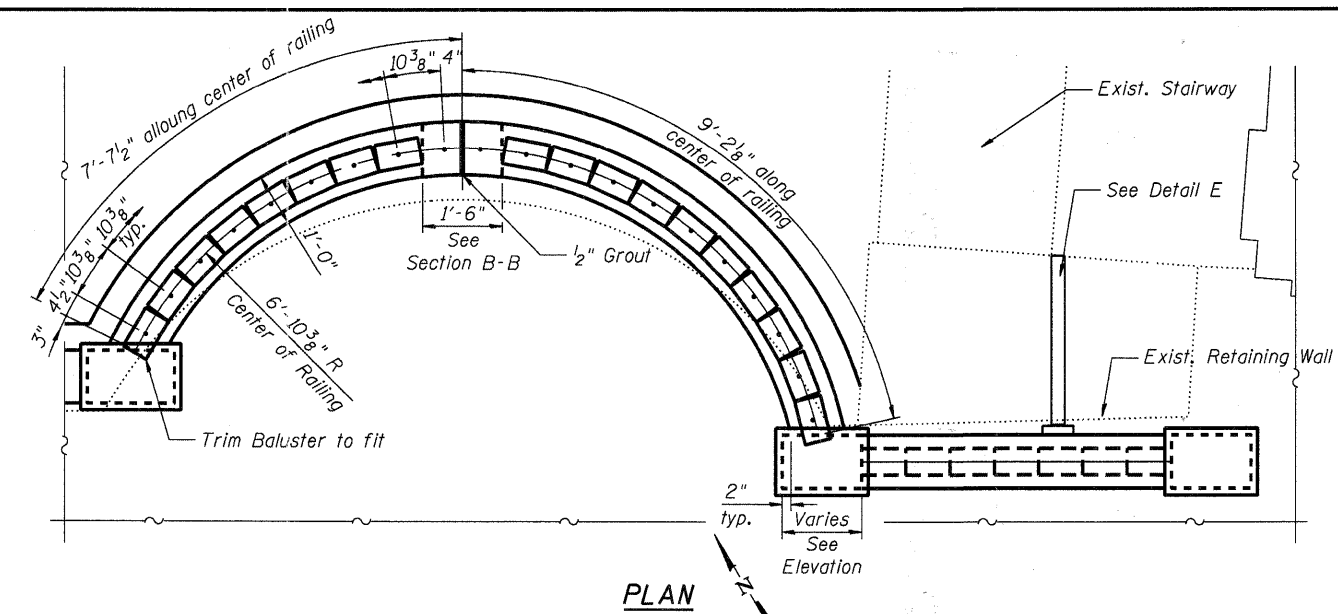 7'-7½" alloung center of railing
10⅜" 4"
9'-2⅛" along
center of railing
Exist. Stairway
See Detail E
Exist. Retaining Wall
10⅜"
typ.
10⅜"
4½"
3"
1'-0"
1'-6"
See
Section B-B
½" Grout
6'-10⅜" R
Center of Railing
Trim Baluster to fit
2"
typ.
Varies
See
Elevation
N
PLAN